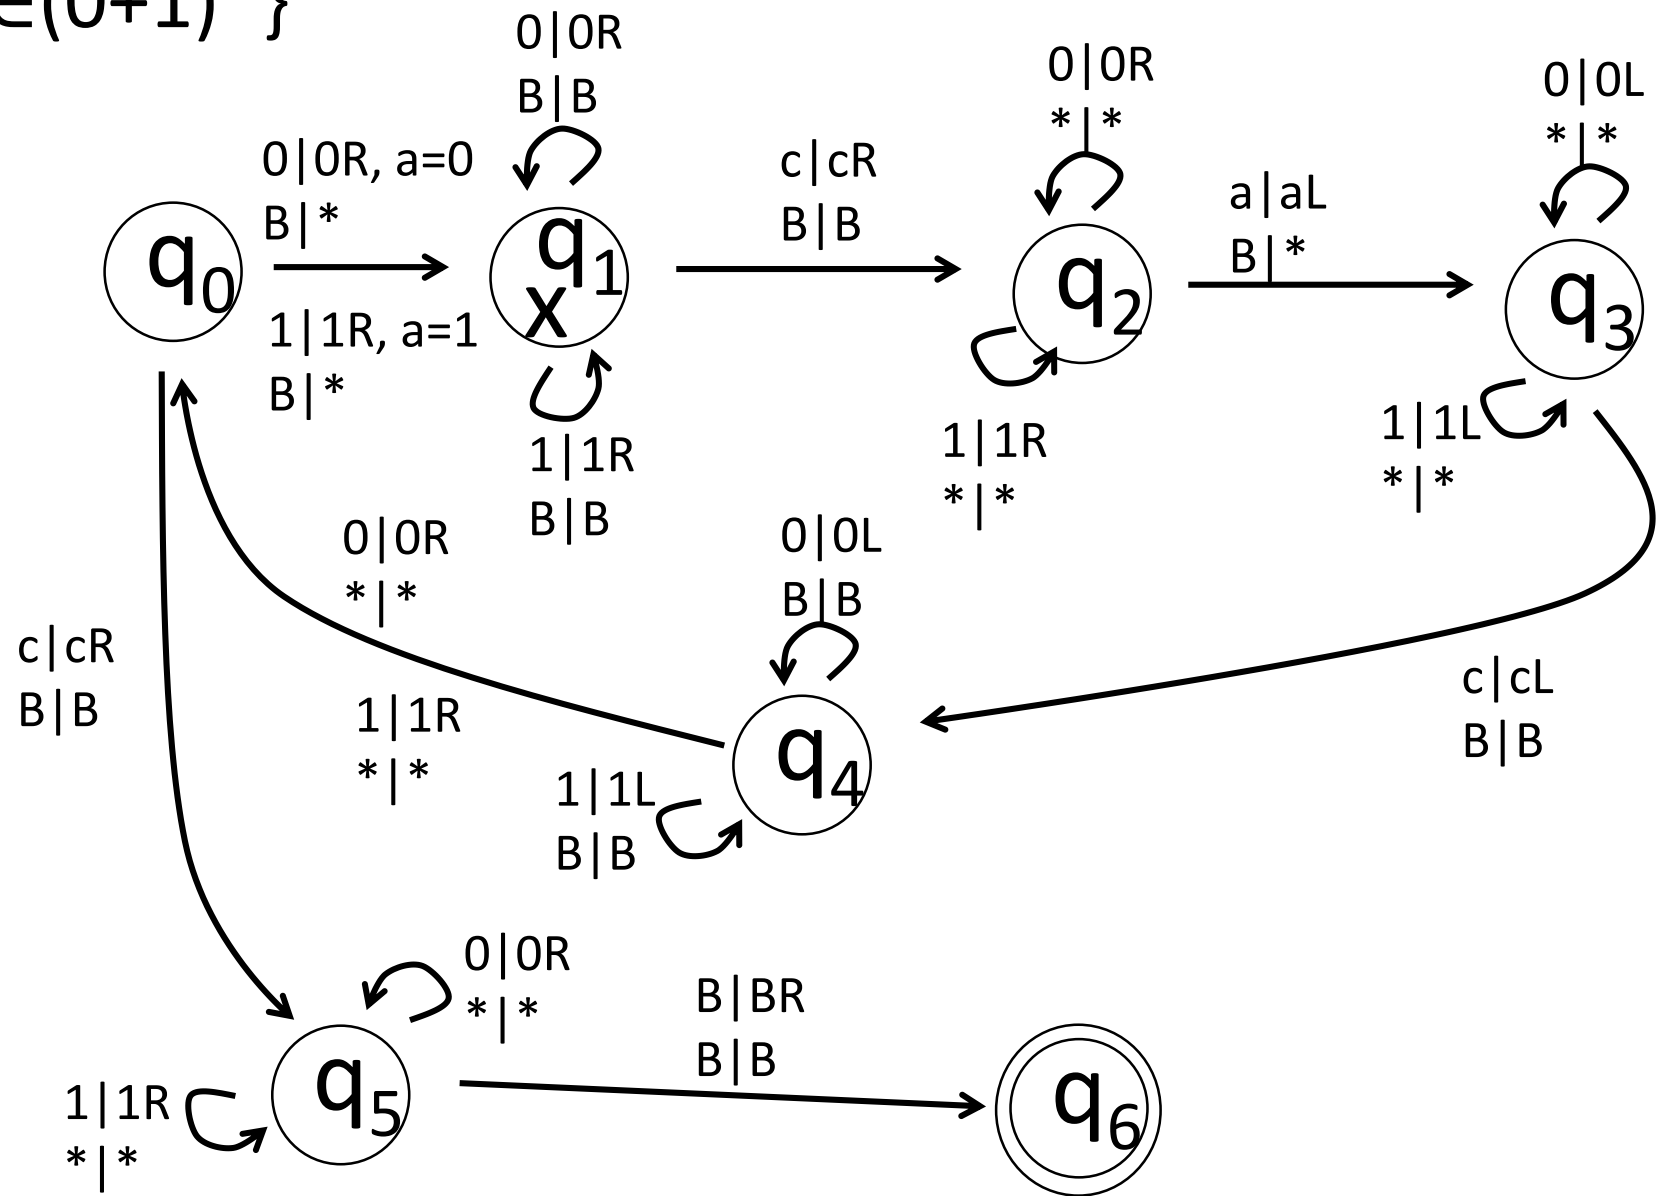 ∈(0+1) }
0|0R
B|B
0|0R
*|*
0|0L
*|*
0|0R, a=0
B|*
c|cR
B|B
a|aL
B|*
q0
q1
x
q2
q3
1|1R, a=1
B|*
1|1R
B|B
1|1R
*|*
1|1L
*|*
0|0R
*|*
0|0L
B|B
c|cR
B|B
1|1R
*|*
c|cL
B|B
q4
1|1L
B|B
0|0R
*|*
B|BR
B|B
q5
q6
1|1R
*|*